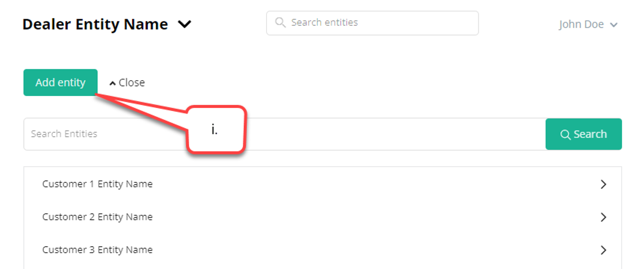 Dealer Entity Name
Search entities
John Doe
Add entity
Close
i.
Search Entities
Search
Customer 1 Entity Name
Customer 2 Entity Name
Customer 3 Entity Name